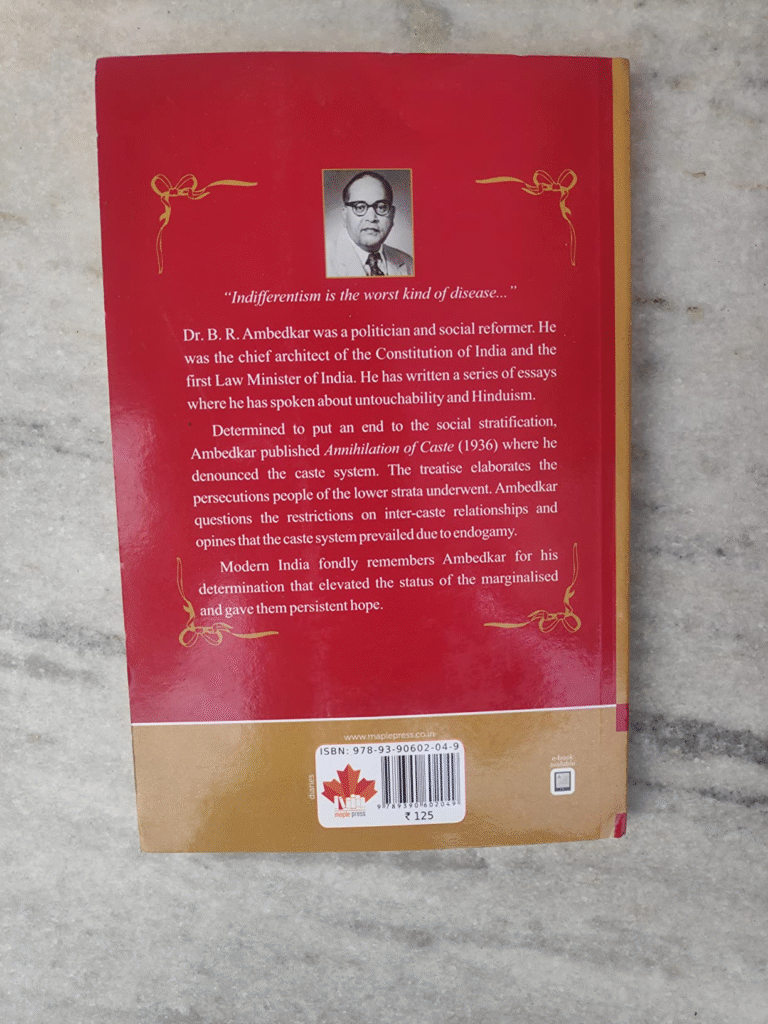 “Indifferentism is the worst kind of disease...”
Dr. B. R. Ambedkar was a politician and social reformer. He
was the chief architect of the Constitution of India and the
first Law Minister of India. He has written a series of essays
where he has spoken about untouchability and Hinduism.
Determined to put an end to the social stratification,
Ambedkar published Annihilation of Caste (1936) where he
denounced the caste system. The treatise elaborates the
persecutions people of the lower strata underwent. Ambedkar
questions the restrictions on inter-caste relationships and
opines that the caste system prevailed due to endogamy.
Modern India fondly remembers Ambedkar for his
determination that elevated the status of the marginalised
and gave them persistent hope.
www.maplepress.co.in
ISBN: 978-93-90602-04-9
maple press
9 789390 602049
₹ 125
e-book
available